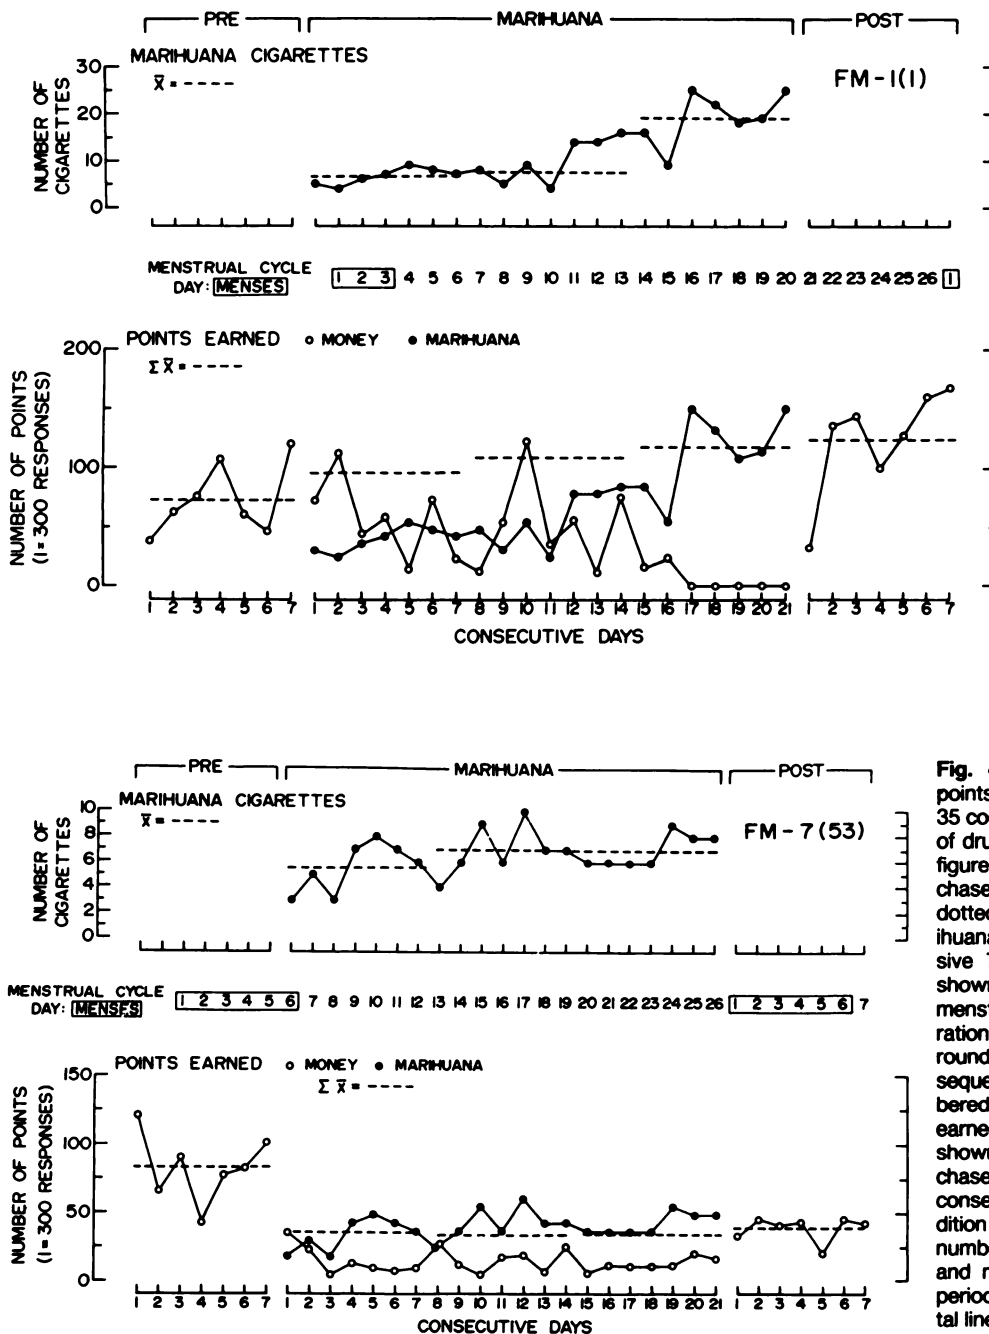 PRE MARIHUANA POST
MARIHUANA CIGARETTES
X̅ = -----
FM-1(1)
NUMBER OF
CIGARETTES
30
20
10
0
MENSTRUAL CYCLE
DAY: MENSES
1 2 3 4 5 6 7 8 9 10 11 12 13 14 15 16 17 18 19 20 21 22 23 24 25 26 1
POINTS EARNED ○ MONEY ● MARIHUANA
Σ X̅ = -----
NUMBER OF POINTS
(1 = 300 RESPONSES)
200
100
0
1 2 3 4 5 6 7 1 2 3 4 5 6 7 8 9 10 11 12 13 14 15 16 17 18 19 20 21 1 2 3 4 5 6 7
CONSECUTIVE DAYS
PRE MARIHUANA POST
MARIHUANA CIGARETTES
X̅ = -----
FM-7(53)
NUMBER OF
CIGARETTES
10
8
6
4
2
0
MENSTRUAL CYCLE
DAY: MENSES
1 2 3 4 5 6 7 8 9 10 11 12 13 14 15 16 17 18 19 20 21 22 23 24 25 26 1 2 3 4 5 6 7
POINTS EARNED ○ MONEY ● MARIHUANA
Σ X̅ = -----
NUMBER OF POINTS
(1 = 300 RESPONSES)
150
100
50
0
1 2 3 4 5 6 7 1 2 3 4 5 6 7 8 9 10 11 12 13 14 15 16 17 18 19 20 21 1 2 3 4 5 6 7
CONSECUTIVE DAYS
Fig.
points
35 co
of dru
figure
chase
dotted
ihuana
sive
shown
menst
ration
round
seque
bered
earne
shown
chase
conse
dition
numbe
and n
period
tal line